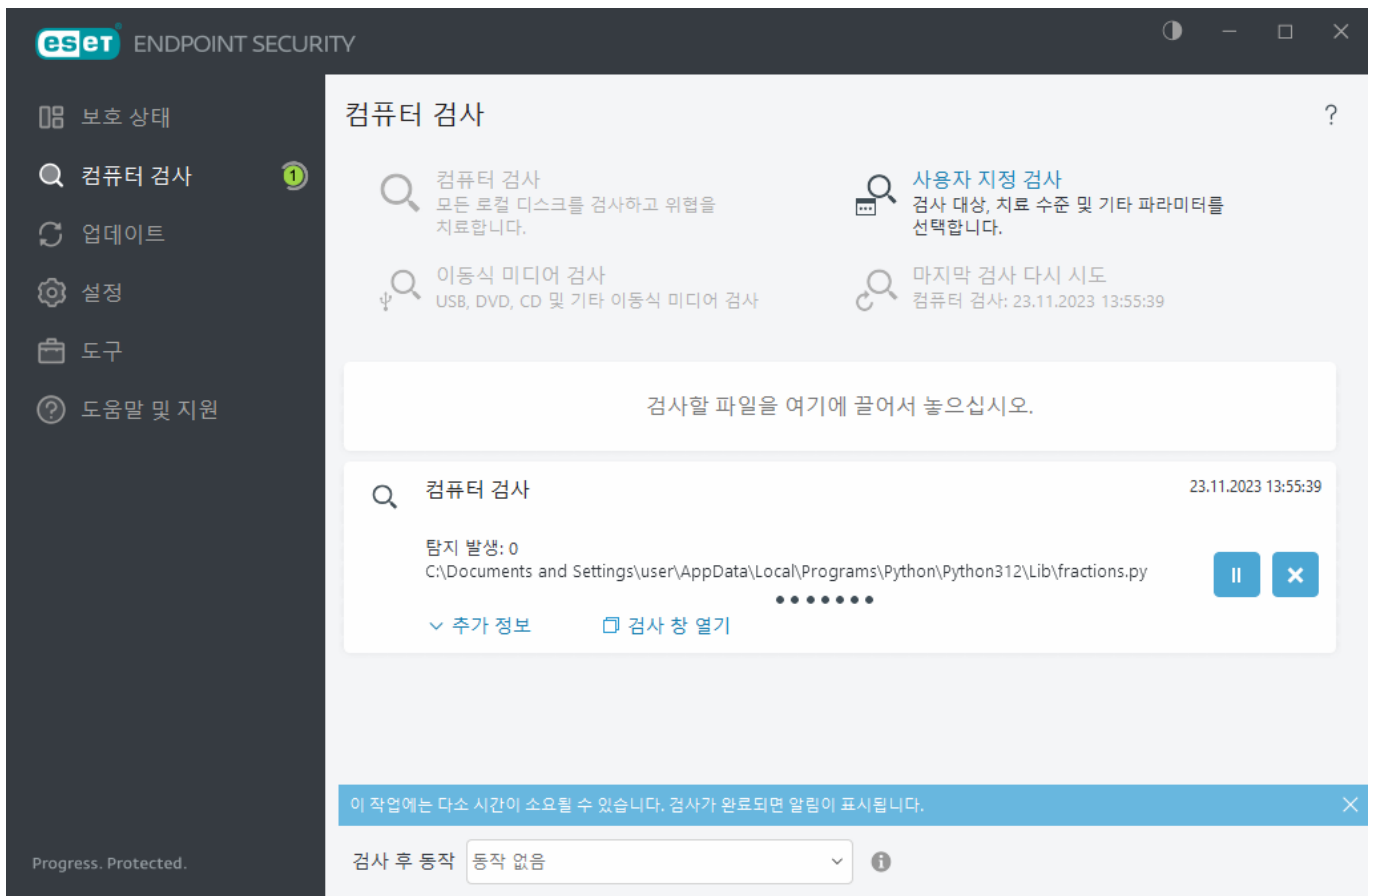 eset ENDPOINT SECURITY
보호 상태
컴퓨터 검사
1
업데이트
설정
도구
도움말 및 지원
Progress. Protected.
컴퓨터 검사
?
컴퓨터 검사
모든 로컬 디스크를 검사하고 위협을
치료합니다.
사용자 지정 검사
검사 대상, 치료 수준 및 기타 파라미터를
선택합니다.
이동식 미디어 검사
USB, DVD, CD 및 기타 이동식 미디어 검사
마지막 검사 다시 시도
컴퓨터 검사: 23.11.2023 13:55:39
검사할 파일을 여기에 끌어서 놓으십시오.
컴퓨터 검사
23.11.2023 13:55:39
탐지 발생: 0
C:\Documents and Settings\user\AppData\Local\Programs\Python\Python312\Lib\fractions.py
추가 정보
검사 창 열기
이 작업에는 다소 시간이 소요될 수 있습니다. 검사가 완료되면 알림이 표시됩니다.
검사 후 동작
동작 없음